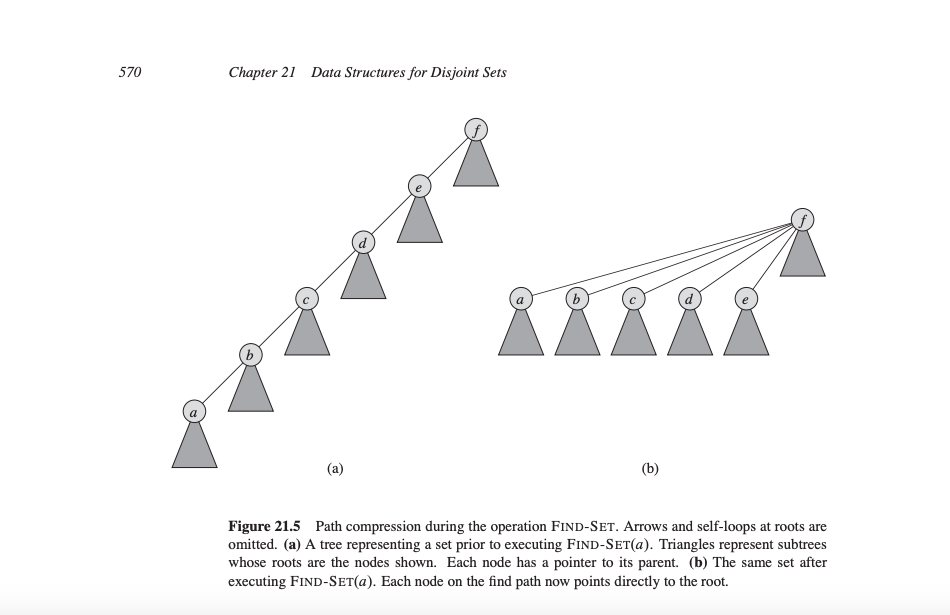 570 Chapter 21 Data Structures for Disjoint Sets
f
e
d
c
b
a
(a)
f
a b c d e
(b)
Figure 21.5 Path compression during the operation FIND-SET. Arrows and self-loops at roots are
omitted. (a) A tree representing a set prior to executing FIND-SET(a). Triangles represent subtrees
whose roots are the nodes shown. Each node has a pointer to its parent. (b) The same set after
executing FIND-SET(a). Each node on the find path now points directly to the root.